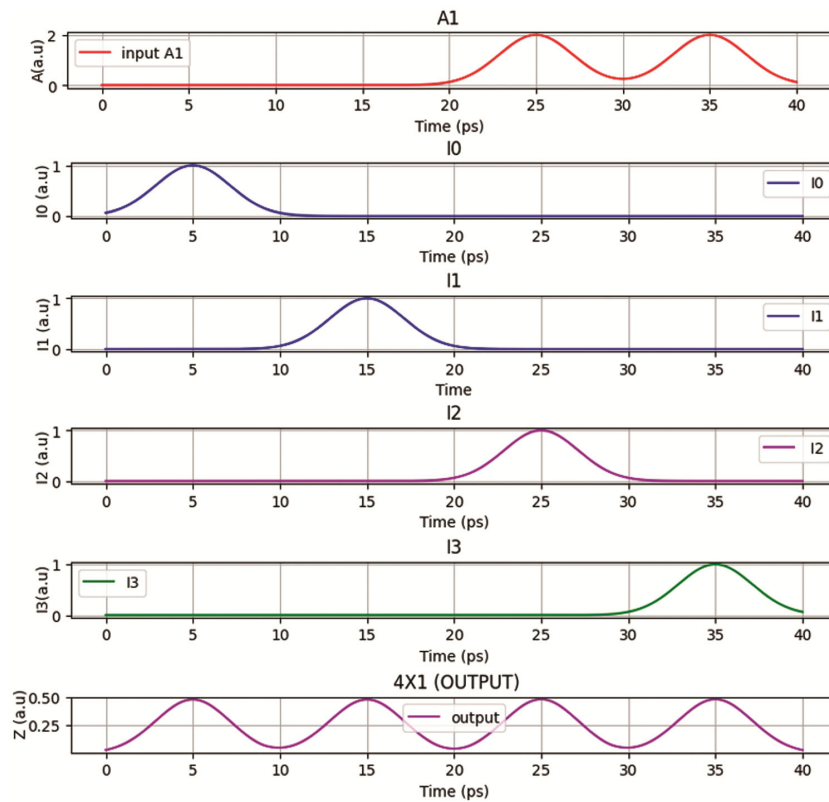 A1
A(a.u)
2
0
input A1
0 5 10 15 20 25 30 35 40
Time (ps)
I0
I0 (a.u)
1
0
I0
0 5 10 15 20 25 30 35 40
Time (ps)
I1
I1 (a.u)
1
0
I1
0 5 10 15 20 25 30 35 40
Time
I2
I2 (a.u)
1
0
I2
0 5 10 15 20 25 30 35 40
Time (ps)
I3
I3(a.u)
1
0
I3
0 5 10 15 20 25 30 35 40
Time (ps)
4X1 (OUTPUT)
Z (a.u)
0.50
0.25
output
0 5 10 15 20 25 30 35 40
Time (ps)